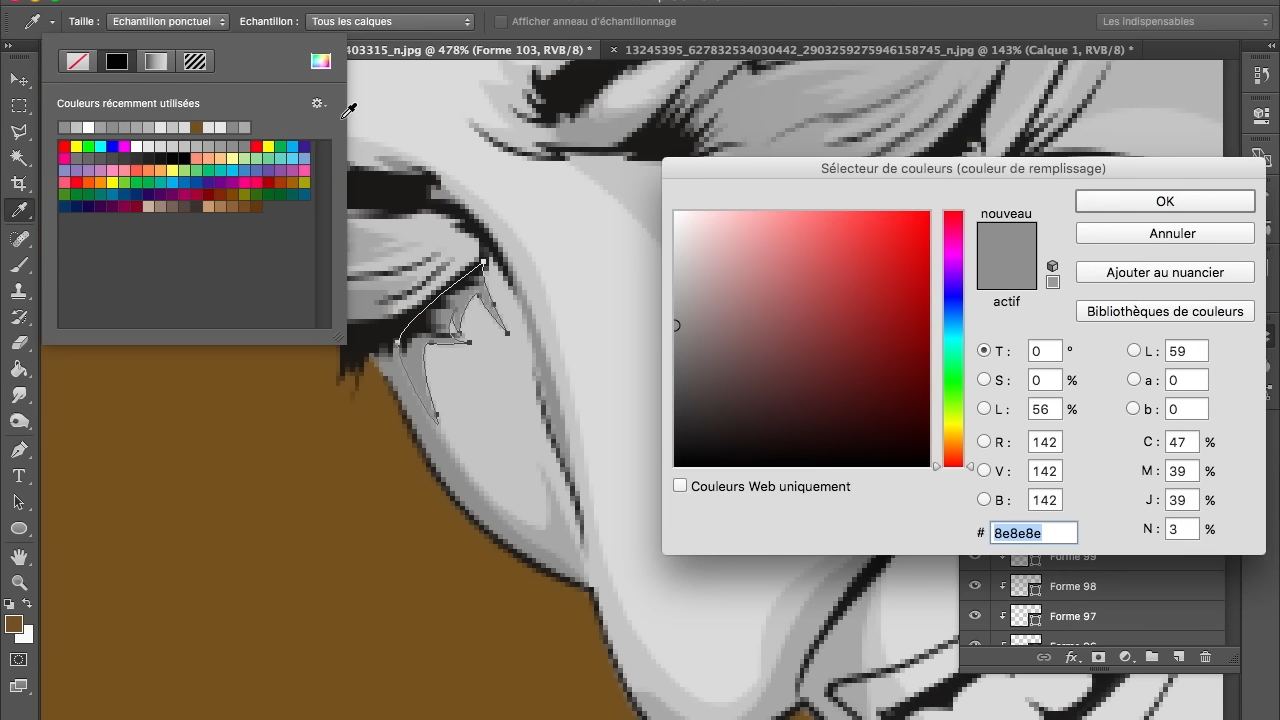 Taille : Echantillon ponctuel Echantillon : Tous les calques Afficher anneau d'échantillonnage Les indispensables
403315_n.jpg @ 478% (Forme 103, RVB/8) * × 13245395_627832534030442_2903259275946158745_n.jpg @ 143% (Calque 1, RVB/8) *
Couleurs récemment utilisées
Sélecteur de couleurs (couleur de remplissage)
nouveau
actif
OK
Annuler
Ajouter au nuancier
Bibliothèques de couleurs
T : 0 ° L : 59
S : 0 % a : 0
L : 56 % b : 0
R : 142 C : 47 %
V : 142 M : 39 %
B : 142 J : 39 %
# 8e8e8e N : 3 %
Couleurs Web uniquement
Forme 99
Forme 98
Forme 97
fx